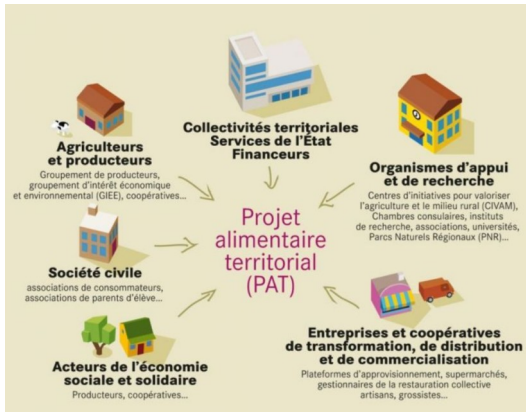 Collectivités territoriales
Services de l'État
Financeurs
Agriculteurs
et producteurs
Groupement de producteurs,
groupement d'intérêt économique
et environnemental (GIEE), coopératives...
Organismes d'appui
et de recherche
Centres d'initiatives pour valoriser
l'agriculture et le milieu rural (CIVAM),
Chambres consulaires, instituts
de recherche, associations, universités,
Parcs Naturels Régionaux (PNR)...
Projet
alimentaire
territorial
(PAT)
Société civile
associations de consommateurs,
associations de parents d'élève...
Acteurs de l'économie
sociale et solidaire
Producteurs, coopératives...
Entreprises et coopératives
de transformation, de distribution
et de commercialisation
Plateformes d'approvisionnement, supermarchés,
gestionnaires de la restauration collective
artisans, grossistes...